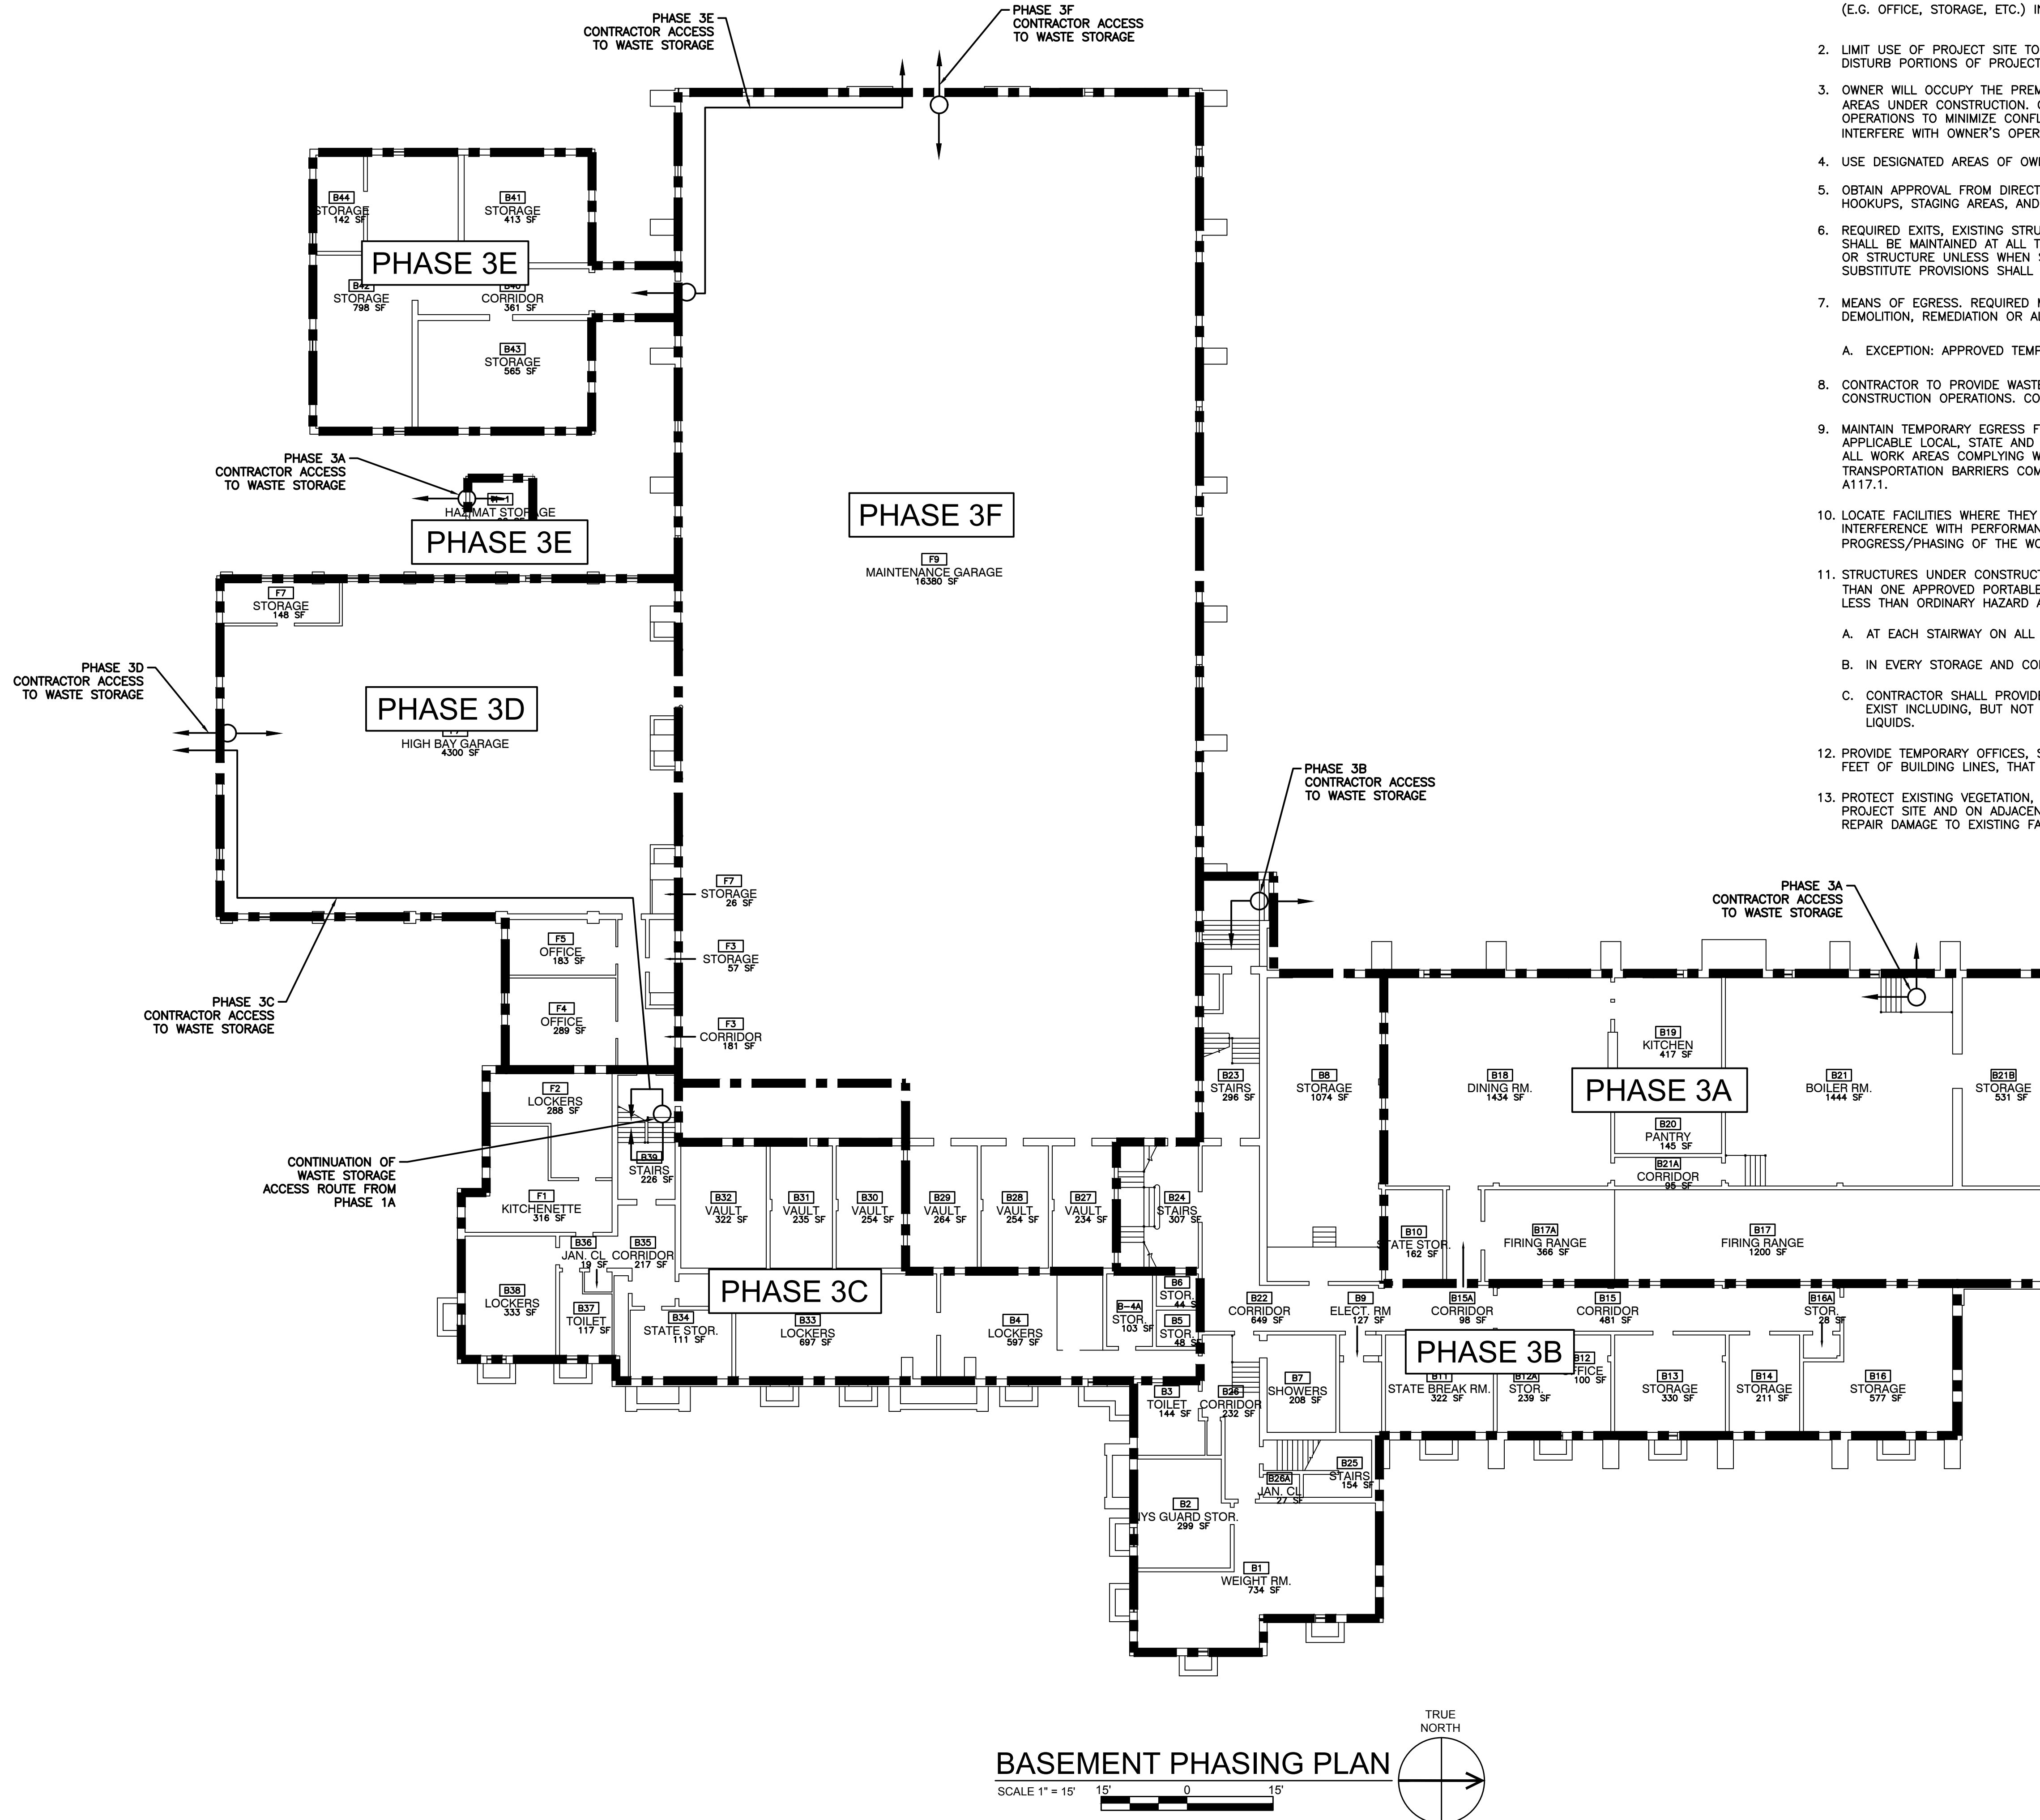 PHASE 3E
CONTRACTOR ACCESS
TO WASTE STORAGE
PHASE 3F
CONTRACTOR ACCESS
TO WASTE STORAGE
B44
STORAGE
142 SF
B41
STORAGE
413 SF
PHASE 3E
STORAGE
798 SF
CORRIDOR
361 SF
B43
STORAGE
565 SF
PHASE 3A
CONTRACTOR ACCESS
TO WASTE STORAGE
HAZMAT STORAGE
PHASE 3E
PHASE 3F
F9
MAINTENANCE GARAGE
16380 SF
F7
STORAGE
148 SF
PHASE 3D
CONTRACTOR ACCESS
TO WASTE STORAGE
PHASE 3D
HIGH BAY GARAGE
4300 SF
PHASE 3B
CONTRACTOR ACCESS
TO WASTE STORAGE
F7
STORAGE
26 SF
F5
OFFICE
183 SF
F3
STORAGE
57 SF
F4
OFFICE
289 SF
F3
CORRIDOR
181 SF
PHASE 3C
CONTRACTOR ACCESS
TO WASTE STORAGE
PHASE 3A
CONTRACTOR ACCESS
TO WASTE STORAGE
F2
LOCKERS
288 SF
CONTINUATION OF
WASTE STORAGE
ACCESS ROUTE FROM
PHASE 1A
F1
KITCHENETTE
316 SF
B39
STAIRS
226 SF
B32
VAULT
322 SF
B31
VAULT
235 SF
B30
VAULT
254 SF
B29
VAULT
264 SF
B28
VAULT
254 SF
B27
VAULT
234 SF
B24
STAIRS
307 SF
B23
STAIRS
296 SF
B8
STORAGE
1074 SF
B18
DINING RM.
1434 SF
B19
KITCHEN
417 SF
PHASE 3A
B20
PANTRY
145 SF
B21A
CORRIDOR
95 SF
B21
BOILER RM.
1444 SF
B21B
STORAGE
531 SF
B10
STATE STOR.
162 SF
B17A
FIRING RANGE
366 SF
B17
FIRING RANGE
1200 SF
B36
JAN. CL
19 SF
B35
CORRIDOR
217 SF
B38
LOCKERS
333 SF
B37
TOILET
117 SF
B34
STATE STOR.
111 SF
PHASE 3C
B33
LOCKERS
697 SF
B4
LOCKERS
597 SF
B-4A
STOR.
103 SF
B6
STOR.
44 SF
B5
STOR.
48 SF
B22
CORRIDOR
649 SF
B9
ELECT. RM
127 SF
B15A
CORRIDOR
98 SF
B15
CORRIDOR
481 SF
B16A
STOR.
28 SF
PHASE 3B
B3
TOILET
144 SF
B26
CORRIDOR
232 SF
B7
SHOWERS
208 SF
B11
STATE BREAK RM.
322 SF
B12A
STOR.
239 SF
B12
OFFICE
100 SF
B13
STORAGE
330 SF
B14
STORAGE
211 SF
B16
STORAGE
577 SF
B25
STAIRS
154 SF
B26A
JAN. CL
27 SF
B2
NYS GUARD STOR.
299 SF
B1
WEIGHT RM.
734 SF
(E.G. OFFICE, STORAGE, ETC.)
2. LIMIT USE OF PROJECT SITE TO
DISTURB PORTIONS OF PROJECT
3. OWNER WILL OCCUPY THE
AREAS UNDER CONSTRUCTION.
OPERATIONS TO MINIMIZE
INTERFERE WITH OWNER'S
4. USE DESIGNATED AREAS OF
5. OBTAIN APPROVAL FROM
HOOKUPS, STAGING AREAS, AND
6. REQUIRED EXITS, EXISTING
SHALL BE MAINTAINED AT ALL
OR STRUCTURE UNLESS WHEN
SUBSTITUTE PROVISIONS SHALL
7. MEANS OF EGRESS. REQUIRED
DEMOLITION, REMEDIATION OR
A. EXCEPTION: APPROVED
8. CONTRACTOR TO PROVIDE
CONSTRUCTION OPERATIONS.
9. MAINTAIN TEMPORARY EGRESS
APPLICABLE LOCAL, STATE AND
ALL WORK AREAS COMPLYING
TRANSPORTATION BARRIERS
A117.1.
10. LOCATE FACILITIES WHERE THEY
INTERFERENCE WITH
PROGRESS/PHASING OF THE
11. STRUCTURES UNDER
THAN ONE APPROVED PORTABLE
LESS THAN ORDINARY HAZARD
A. AT EACH STAIRWAY ON ALL
B. IN EVERY STORAGE AND
C. CONTRACTOR SHALL
EXIST INCLUDING, BUT NOT
LIQUIDS.
12. PROVIDE TEMPORARY OFFICES,
FEET OF BUILDING LINES, THAT
13. PROTECT EXISTING VEGETATION,
PROJECT SITE AND ON
REPAIR DAMAGE TO EXISTING
BASEMENT PHASING PLAN
SCALE 1" = 15'
15' 0 15'
TRUE
NORTH